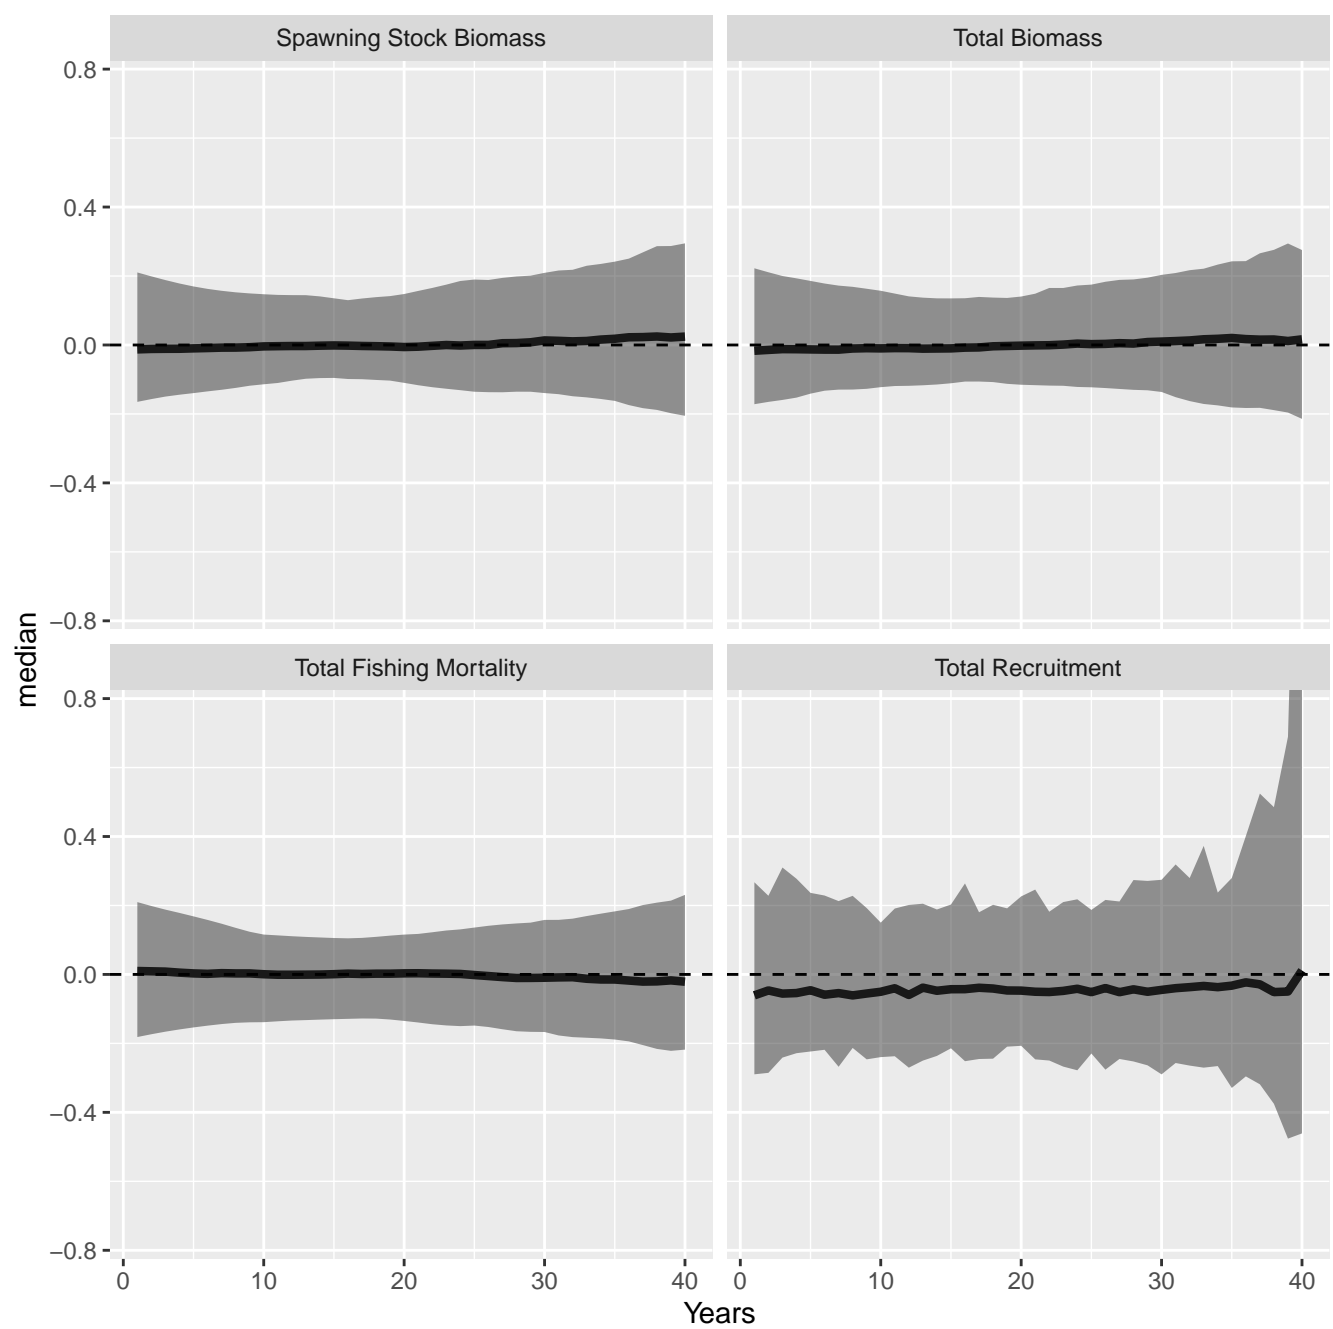 Spawning Stock Biomass
Total Biomass
0.8
0.4
0.0
−0.4
−0.8
median
Total Fishing Mortality
Total Recruitment
0.8
0.4
0.0
−0.4
−0.8
0 10 20 30 40
0 10 20 30 40
Years